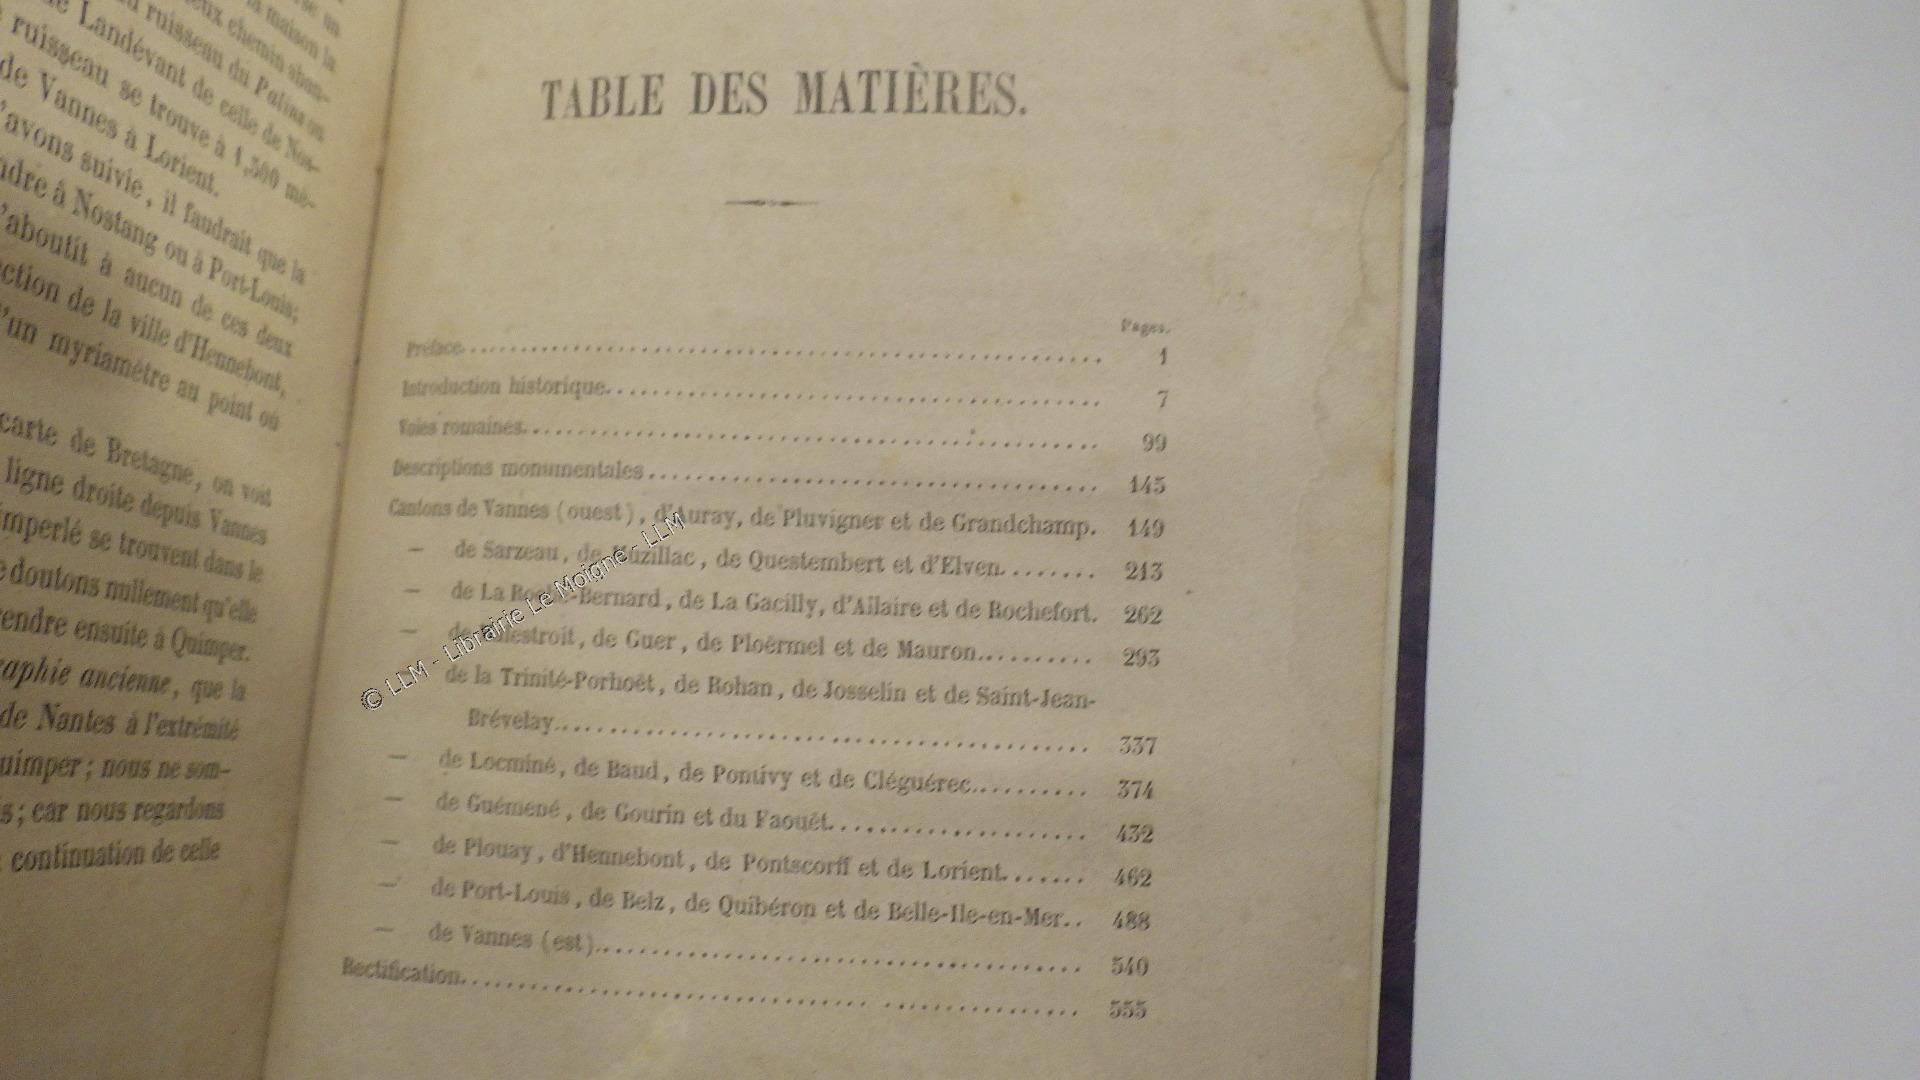 de Landévant de celle de Nos-
ruisseau se trouve à 1,500 mè-
de Vannes à Lorient.
'avons suivie, il faudrait que la
ndre à Nostang ou à Port-Louis;
'aboutit à aucun de ces deux
ection de la ville d'Hennebont,
'un myriamètre au point où
carte de Bretagne, on voit
ligne droite depuis Vannes
imperlé se trouvent dans le
e doutons nullement qu'elle
endre ensuite à Quimper.
raphie ancienne, que la
de Nantes à l'extrémité
uimper; nous ne som-
s; car nous regardons
continuation de celle
TABLE DES MATIÈRES.
Pages.
Préface. 1
Introduction historique. 7
Voies romaines. 99
Descriptions monumentales 145
Cantons de Vannes (ouest), d'Auray, de Pluvigner et de Grandchamp. 149
— de Sarzeau, de Muzillac, de Questembert et d'Elven. 213
— de La Roche-Bernard, de La Gacilly, d'Allaire et de Rochefort. 262
— de Malestroit, de Guer, de Ploërmel et de Mauron. 293
de la Trinité-Porhoët, de Rohan, de Josselin et de Saint-Jean-
Brévelay. 337
— de Locminé, de Baud, de Pontivy et de Cléguérec. 374
— de Guémené, de Gourin et du Faouët. 432
— de Plouay, d'Hennebont, de Pontscorff et de Lorient. 462
— de Port-Louis, de Belz, de Quibéron et de Belle-Ile-en-Mer. 488
— de Vannes (est). 540
Rectification. 555
© LLM - Librairie Le Moigne - LLM